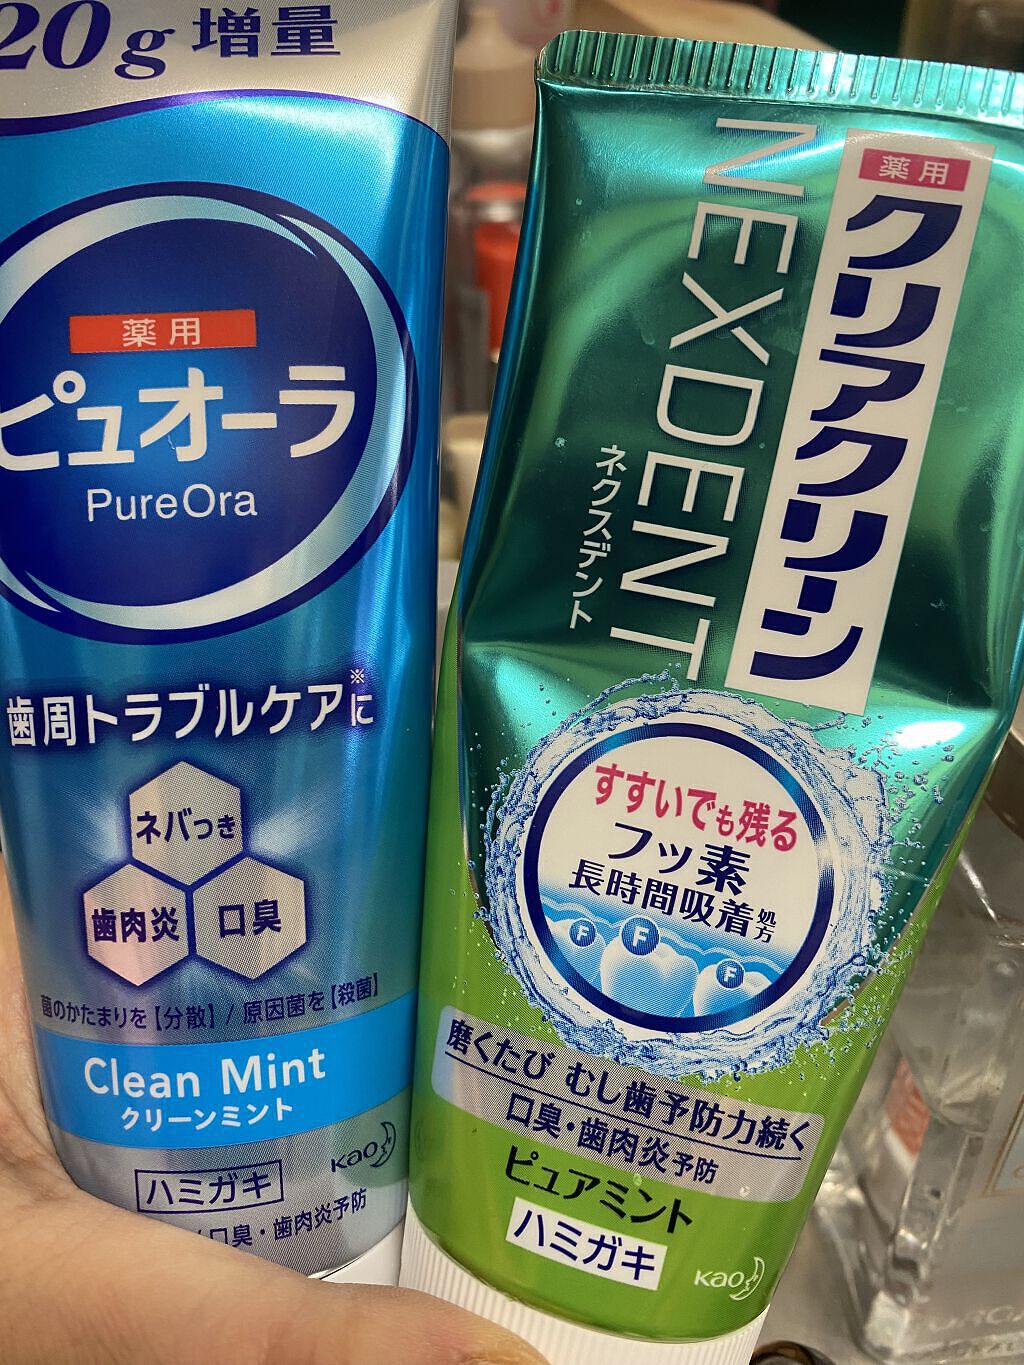 20g 増量
薬用
ピュオーラ
PureOra
歯周トラブルケア※に
ネバつき
歯肉炎
口臭
菌のかたまりを【分散】/ 原因菌を【殺菌】
Clean Mint
クリーンミント
Kao
ハミガキ
口臭・歯肉炎予防
薬用
クリアクリーン
NEXDENT
ネクスデント
すすいでも残る
フッ素
長時間吸着処方
F
F
F
磨くたび むし歯予防力続く
口臭・歯肉炎予防
ピュアミント
ハミガキ
Kao